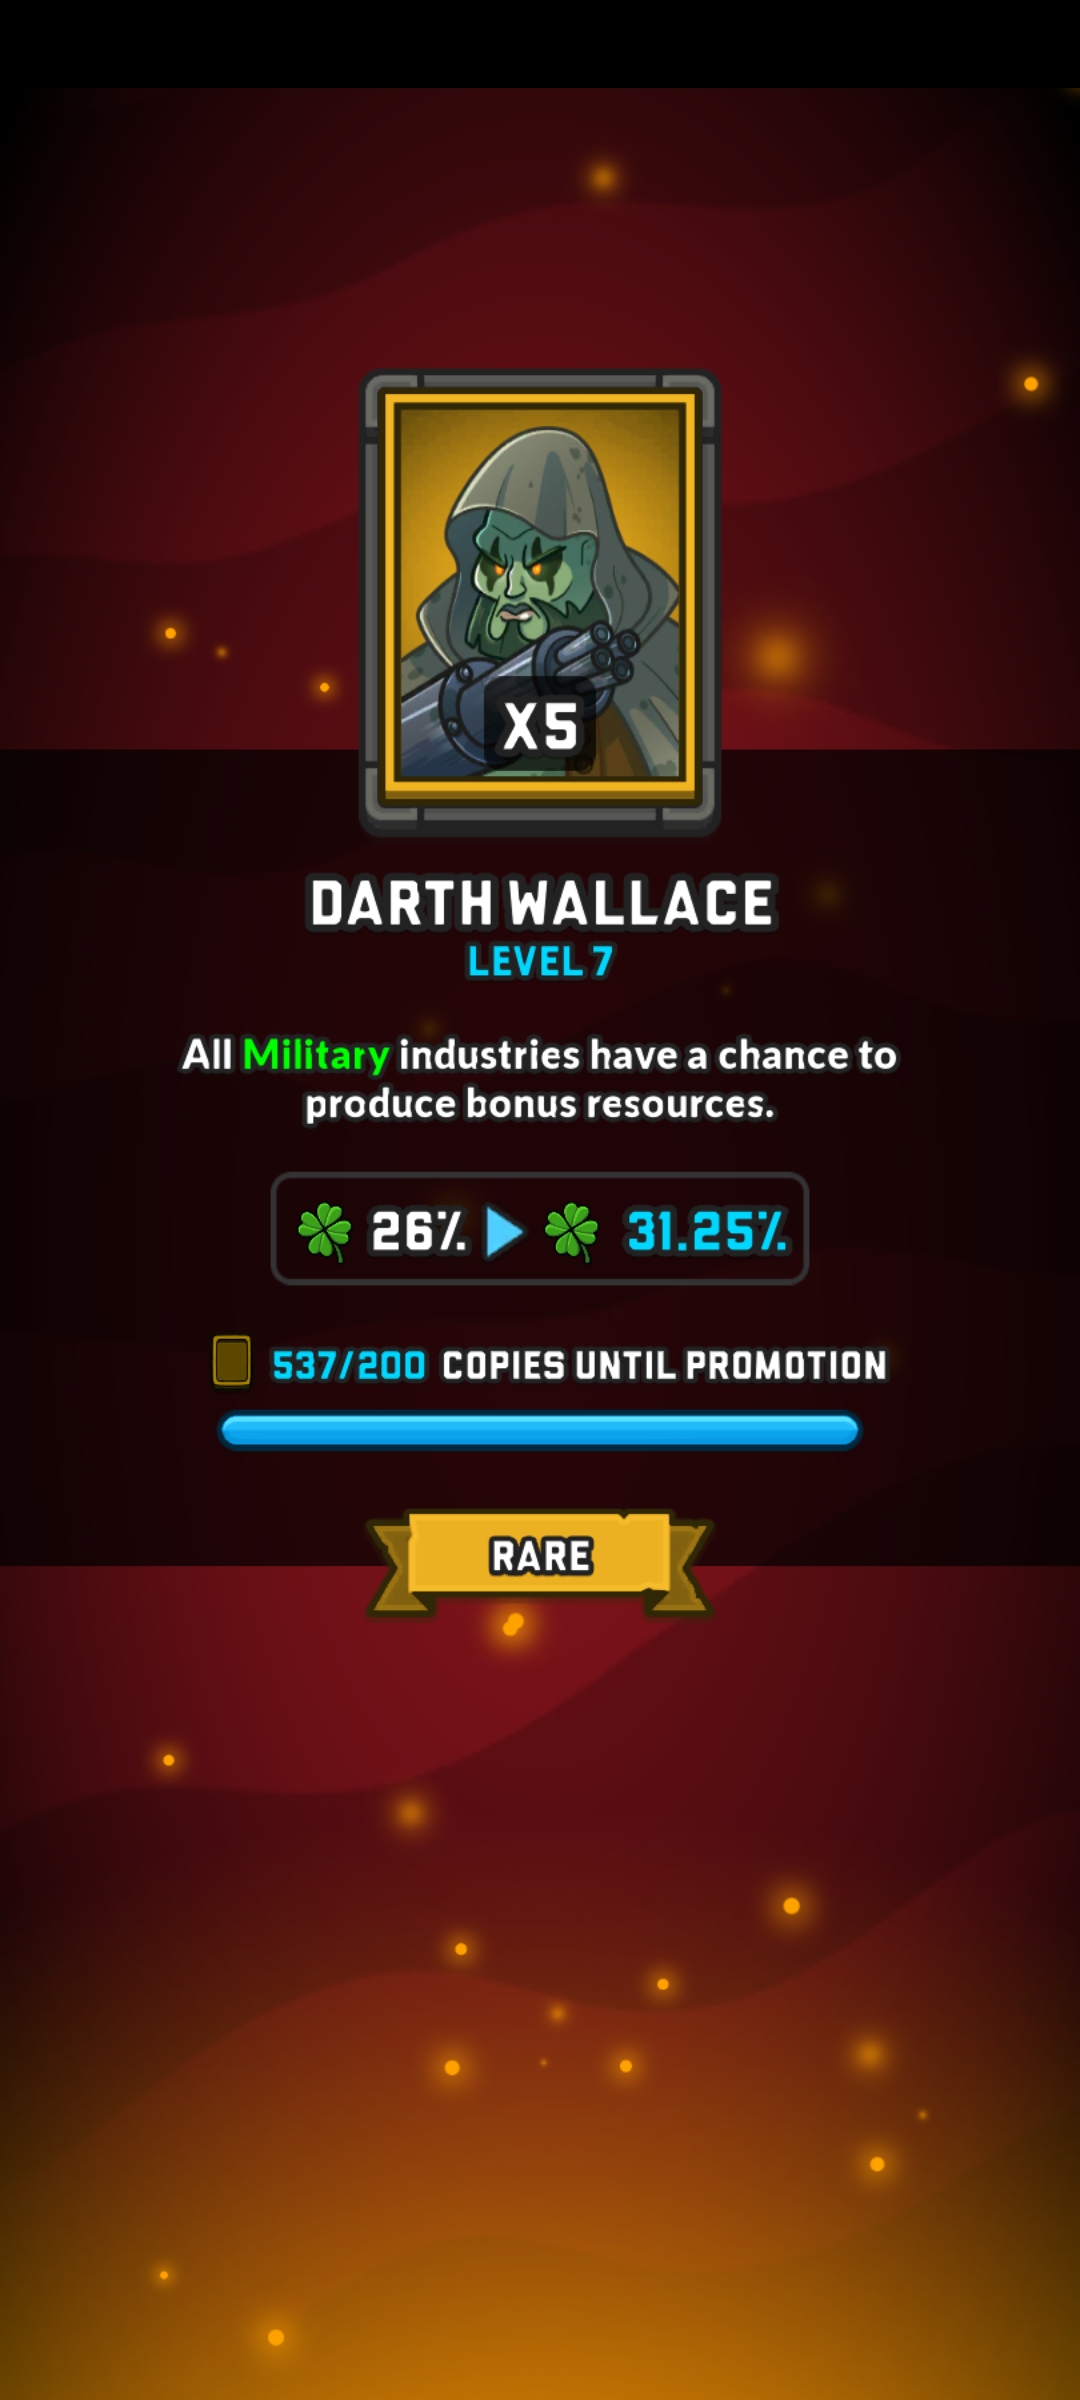 X5
DARTH WALLACE
LEVEL 7
All Military industries have a chance to
produce bonus resources.
26% 31.25%
537/200 COPIES UNTIL PROMOTION
RARE